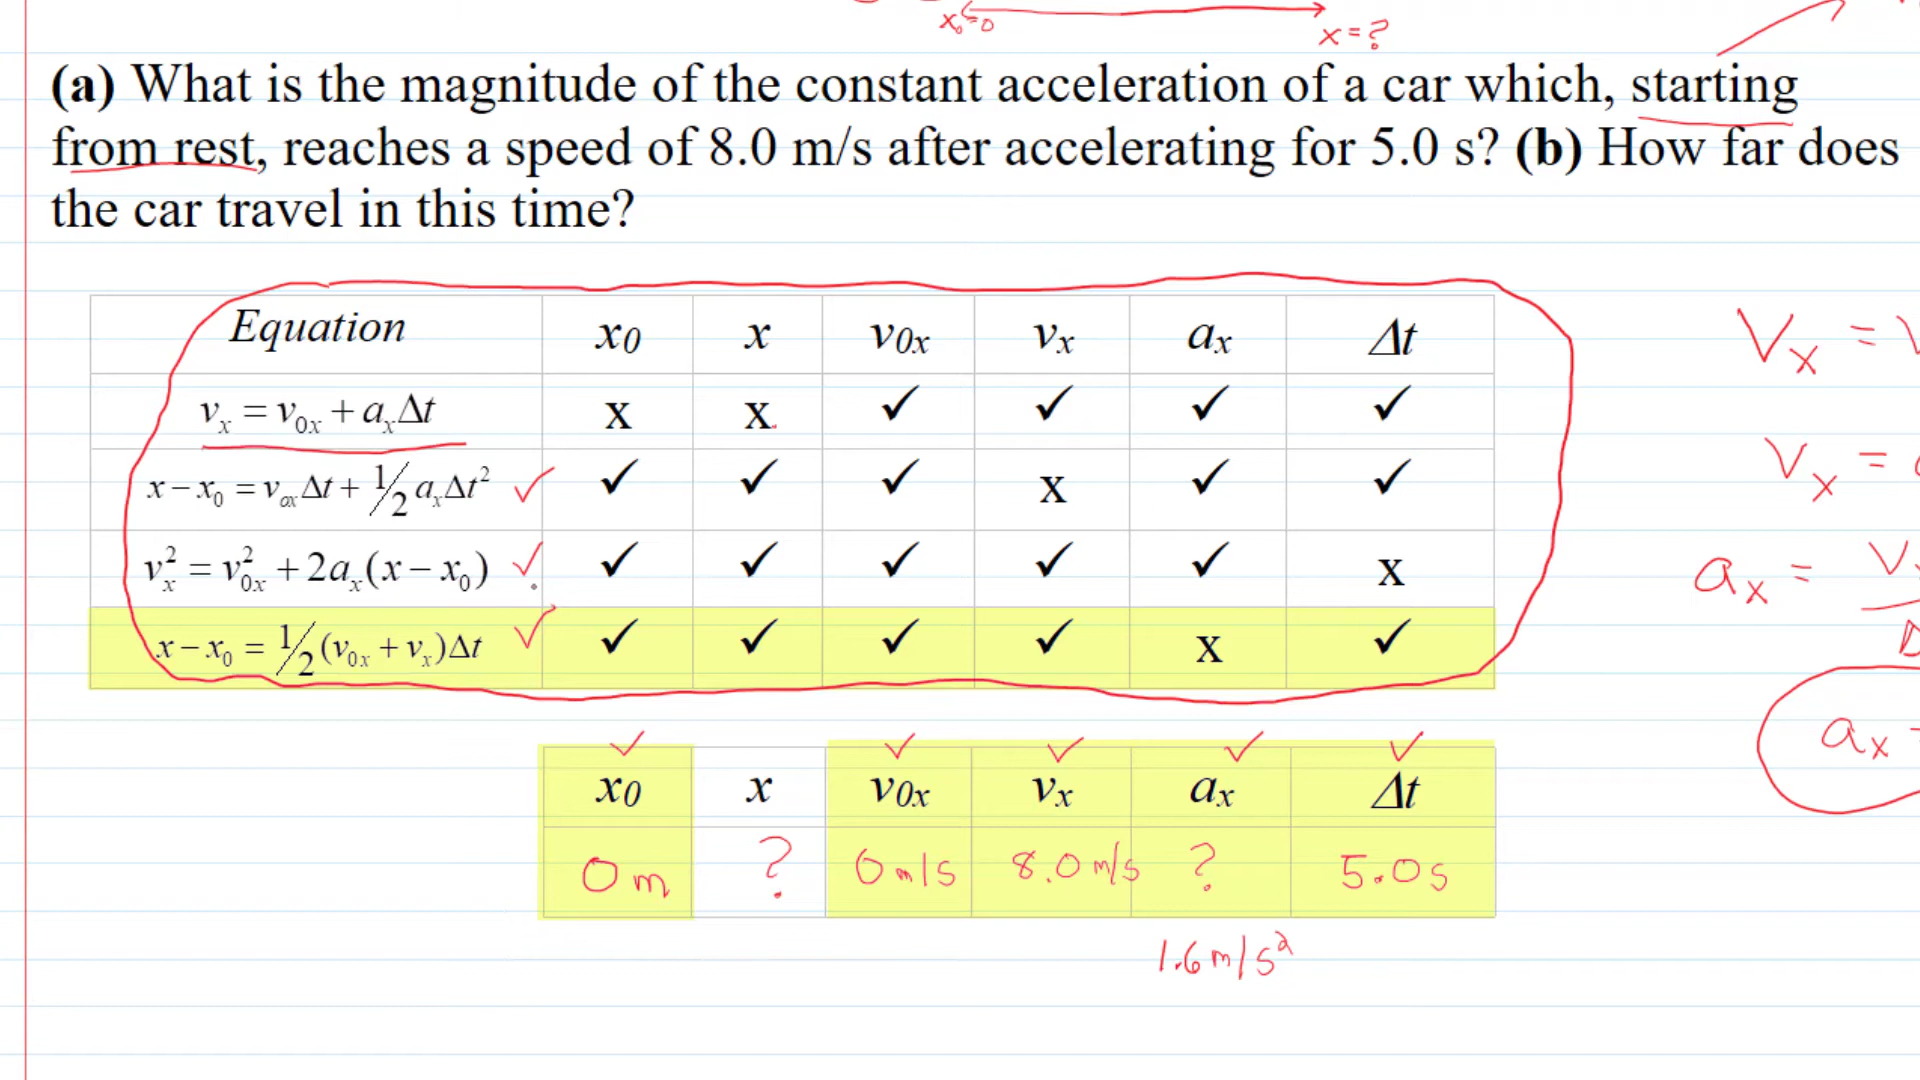 x₀=0
x=?
(a) What is the magnitude of the constant acceleration of a car which, starting
from rest, reaches a speed of 8.0 m/s after accelerating for 5.0 s? (b) How far does
the car travel in this time?
Equation x₀ x v₀ₓ vₓ aₓ Δt
vₓ = v₀ₓ + aₓΔt x x ✓ ✓ ✓ ✓
x − x₀ = vₒₓΔt + ½ aₓΔt² ✓ ✓ ✓ ✓ x ✓ ✓
vₓ² = v₀ₓ² + 2aₓ(x − x₀) ✓ ✓ ✓ ✓ ✓ ✓ x
x − x₀ = ½(v₀ₓ + vₓ)Δt ✓ ✓ ✓ ✓ ✓ x ✓
✓ ✓ ✓ ✓ ✓
x₀ x v₀ₓ vₓ aₓ Δt
0 m ? 0 m/s 8.0 m/s ? 5.0 s
1.6 m/s²
Vₓ =
Vₓ =
aₓ =
aₓ